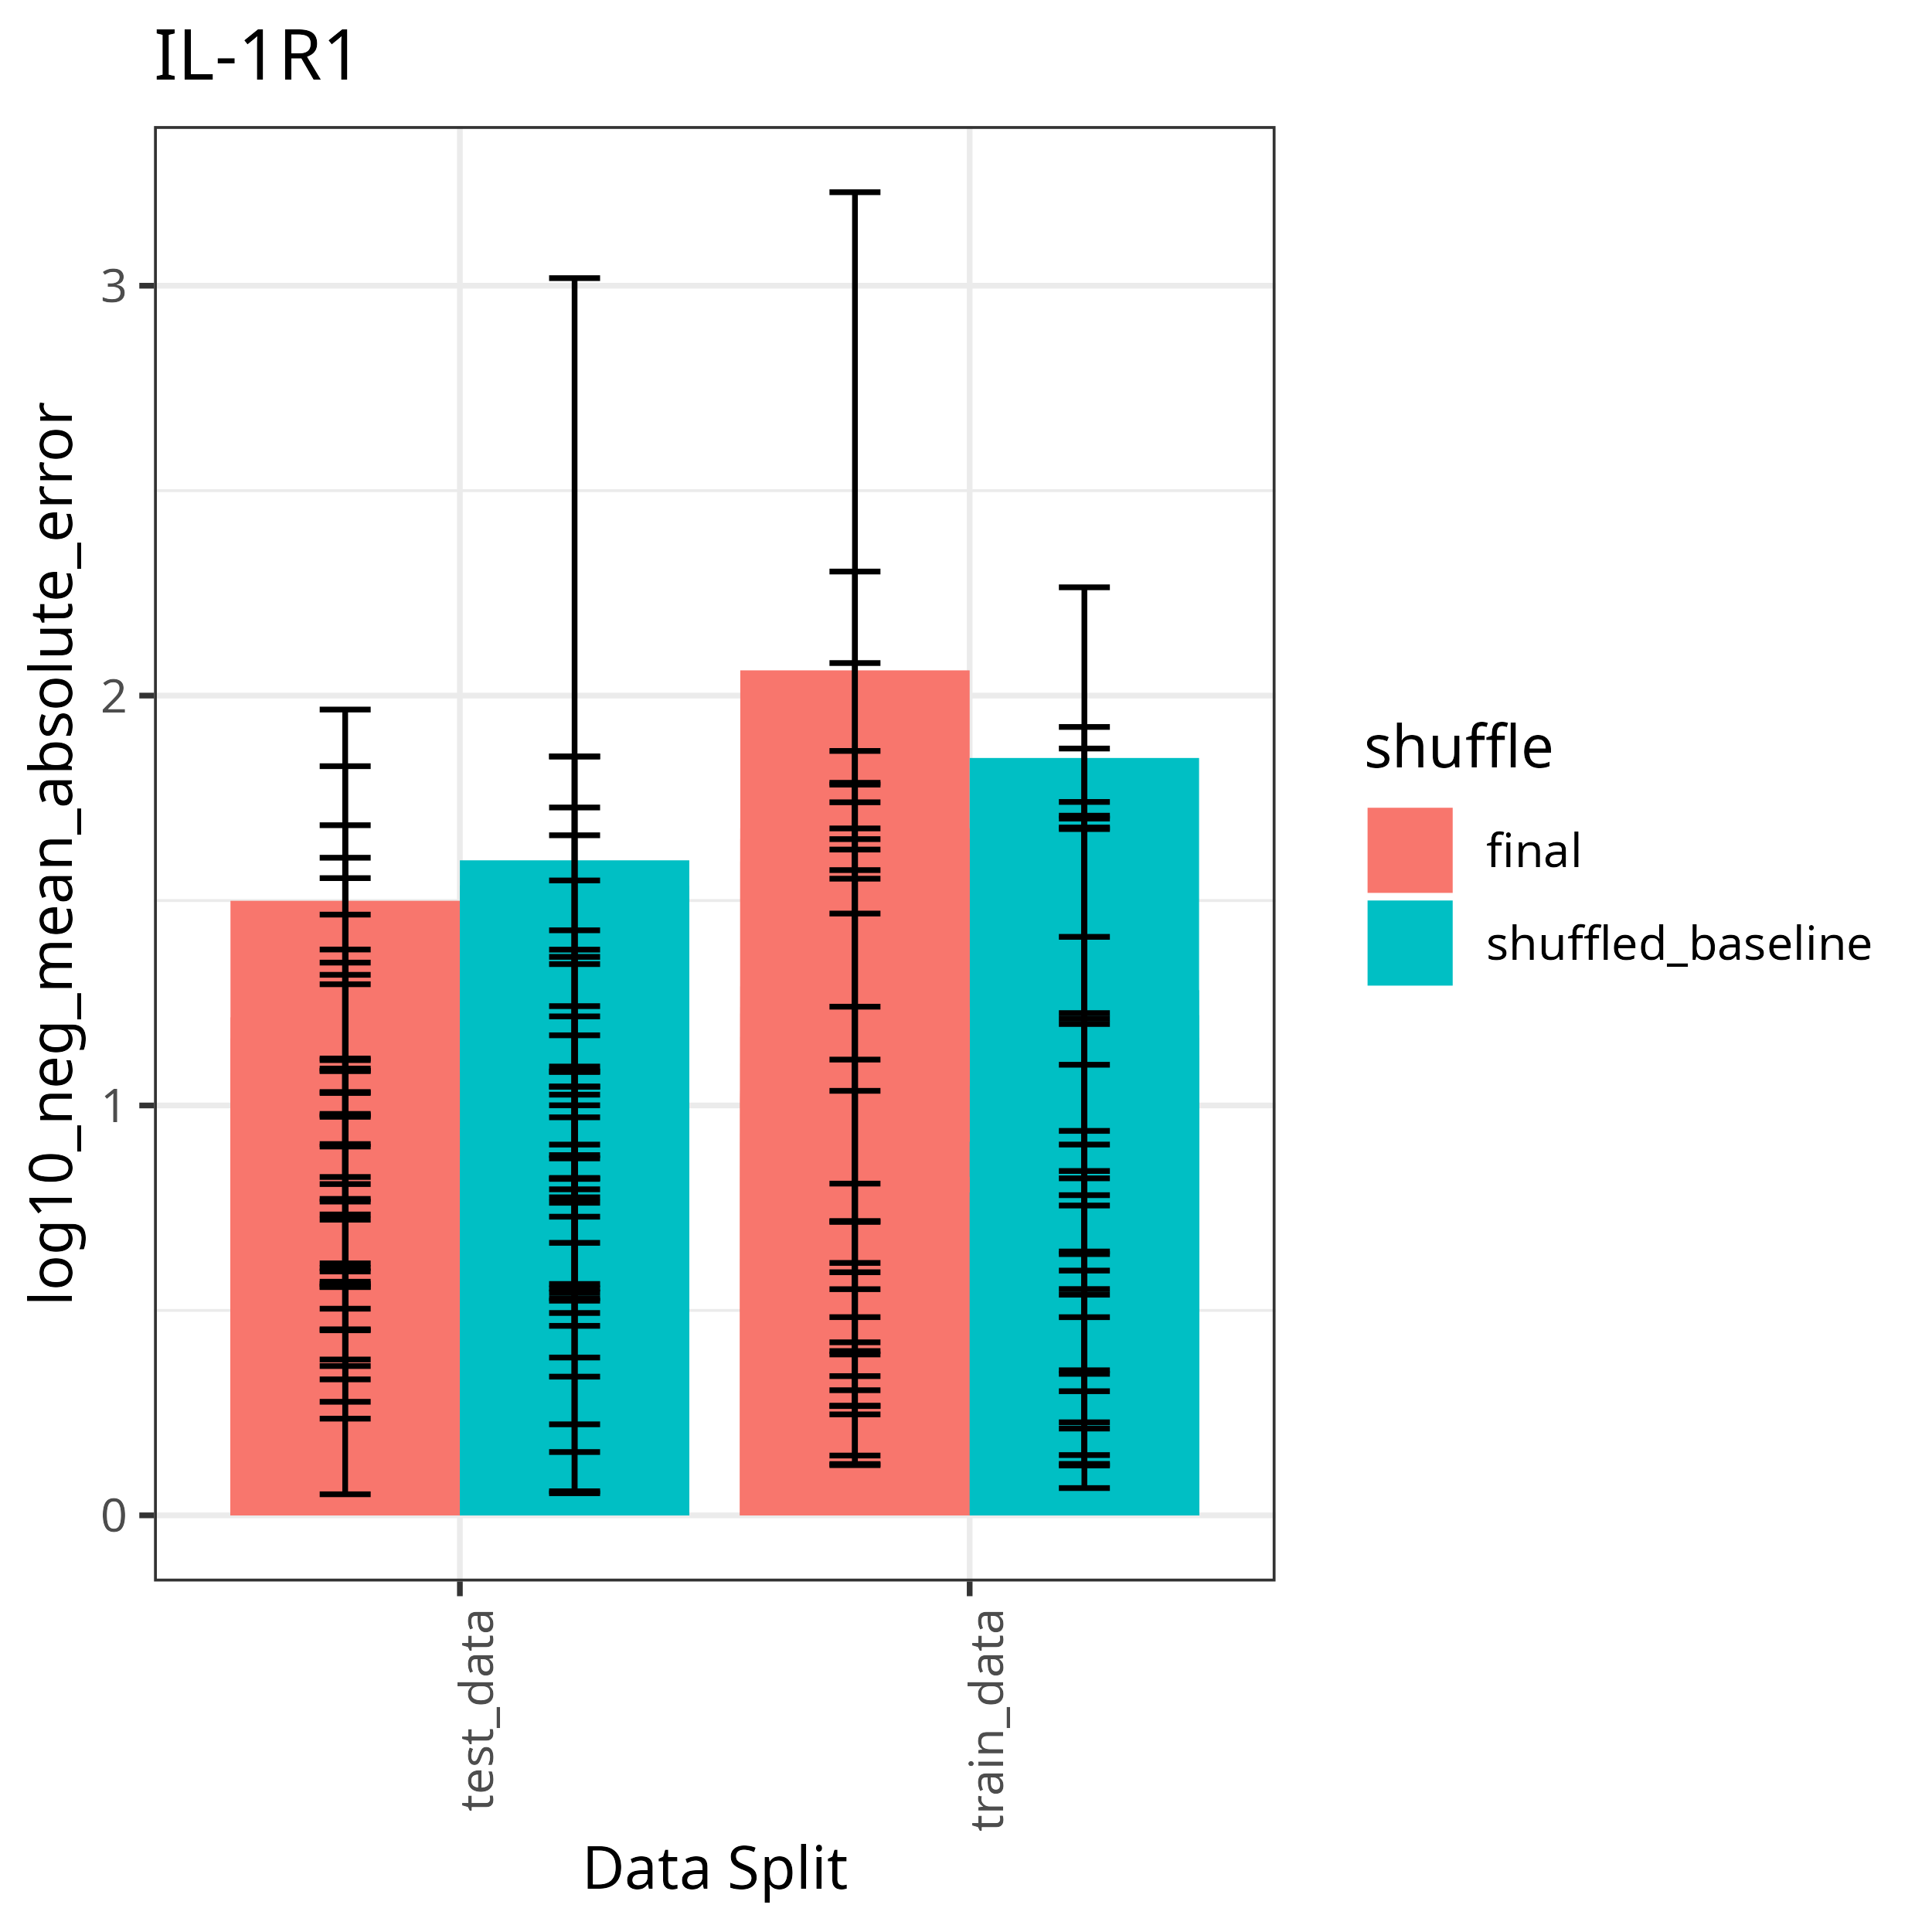 IL-1R1
log10_neg_mean_absolute_error
3
2
1
0
test_data
train_data
Data Split
shuffle
final
shuffled_baseline